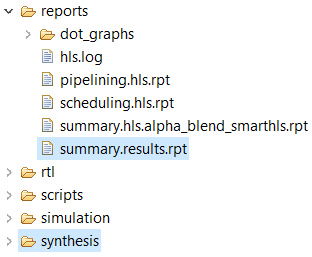 reports
dot_graphs
hls.log
pipelining.hls.rpt
scheduling.hls.rpt
summary.hls.alpha_blend_smarthls.rpt
summary.results.rpt
rtl
scripts
simulation
synthesis